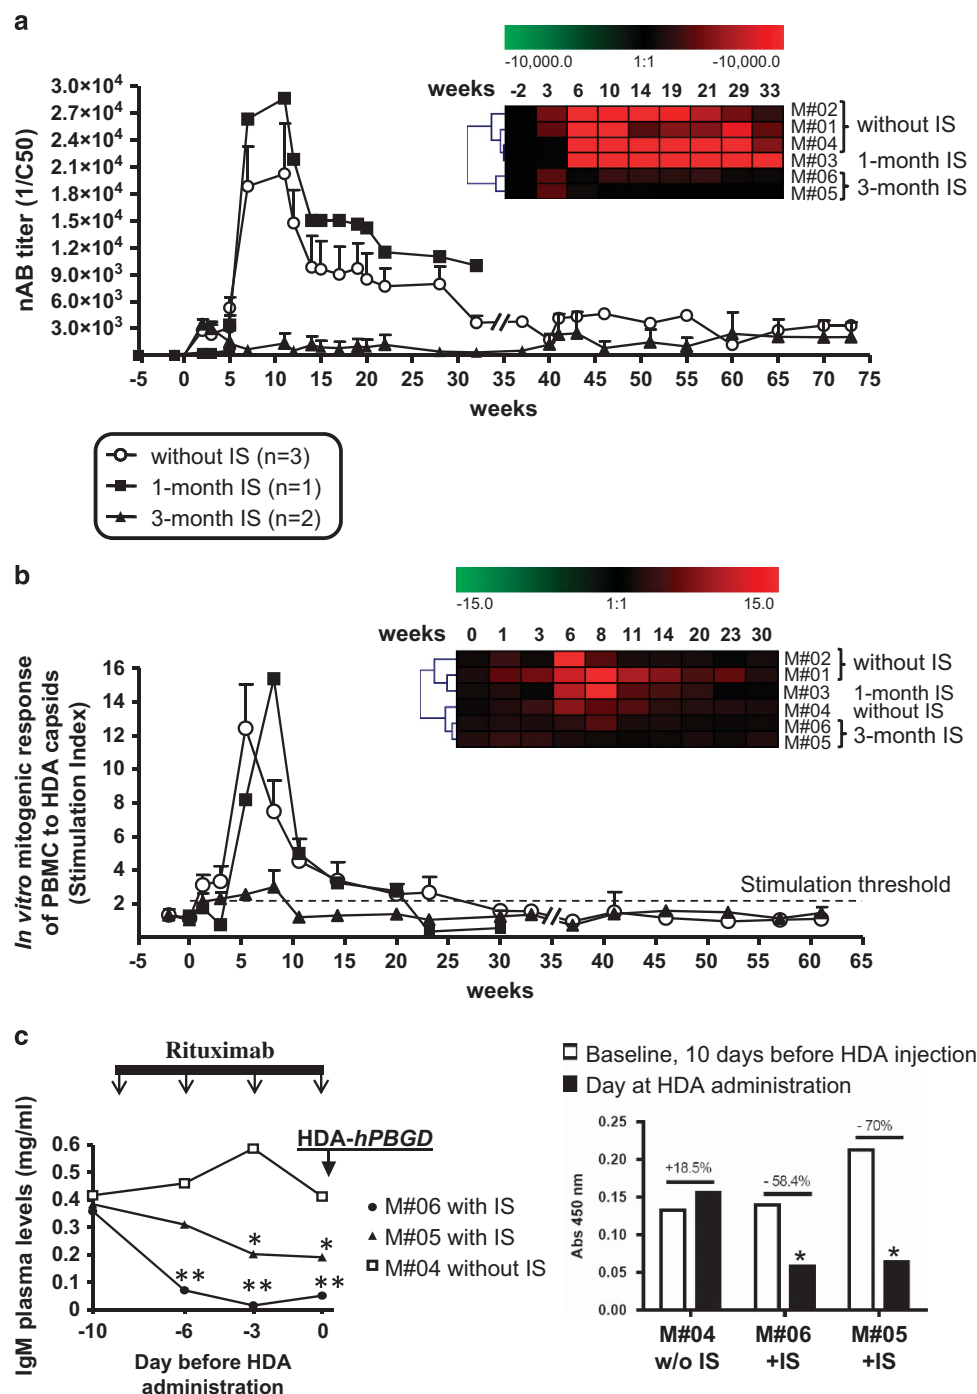 a
-10,000.0 1:1 -10,000.0
weeks -2 3 6 10 14 19 21 29 33
M#02
M#01
M#04
M#03
M#06
M#05
without IS
1-month IS
3-month IS
nAB titer (1/C50)
3.0×10⁴
2.7×10⁴
2.4×10⁴
2.1×10⁴
1.8×10⁴
1.5×10⁴
1.2×10⁴
9.0×10³
6.0×10³
3.0×10³
-5 0 5 10 15 20 25 30 35 40 45 50 55 60 65 70 75
weeks
without IS (n=3)
1-month IS (n=1)
3-month IS (n=2)
b
-15.0 1:1 15.0
weeks 0 1 3 6 8 11 14 20 23 30
M#02
M#01
M#03
M#04
M#06
M#05
without IS
1-month IS
without IS
3-month IS
In vitro mitogenic response
of PBMC to HDA capsids
(Stimulation Index)
16
14
12
10
8
6
4
2
Stimulation threshold
-5 0 5 10 15 20 25 30 35 40 45 50 55 60 65
weeks
c
Rituximab
HDA-hPBGD
IgM plasma levels (mg/ml)
0.6
0.5
0.4
0.3
0.2
0.1
0
* *
** ** **
-10 -6 -3 0
Day before HDA
administration
M#06 with IS
M#05 with IS
M#04 without IS
Baseline, 10 days before HDA injection
Day at HDA administration
Abs 450 nm
0.25
0.20
0.15
0.10
0.05
0.00
+18.5%
- 58.4%
- 70%
* *
M#04 M#06 M#05
w/o IS +IS +IS